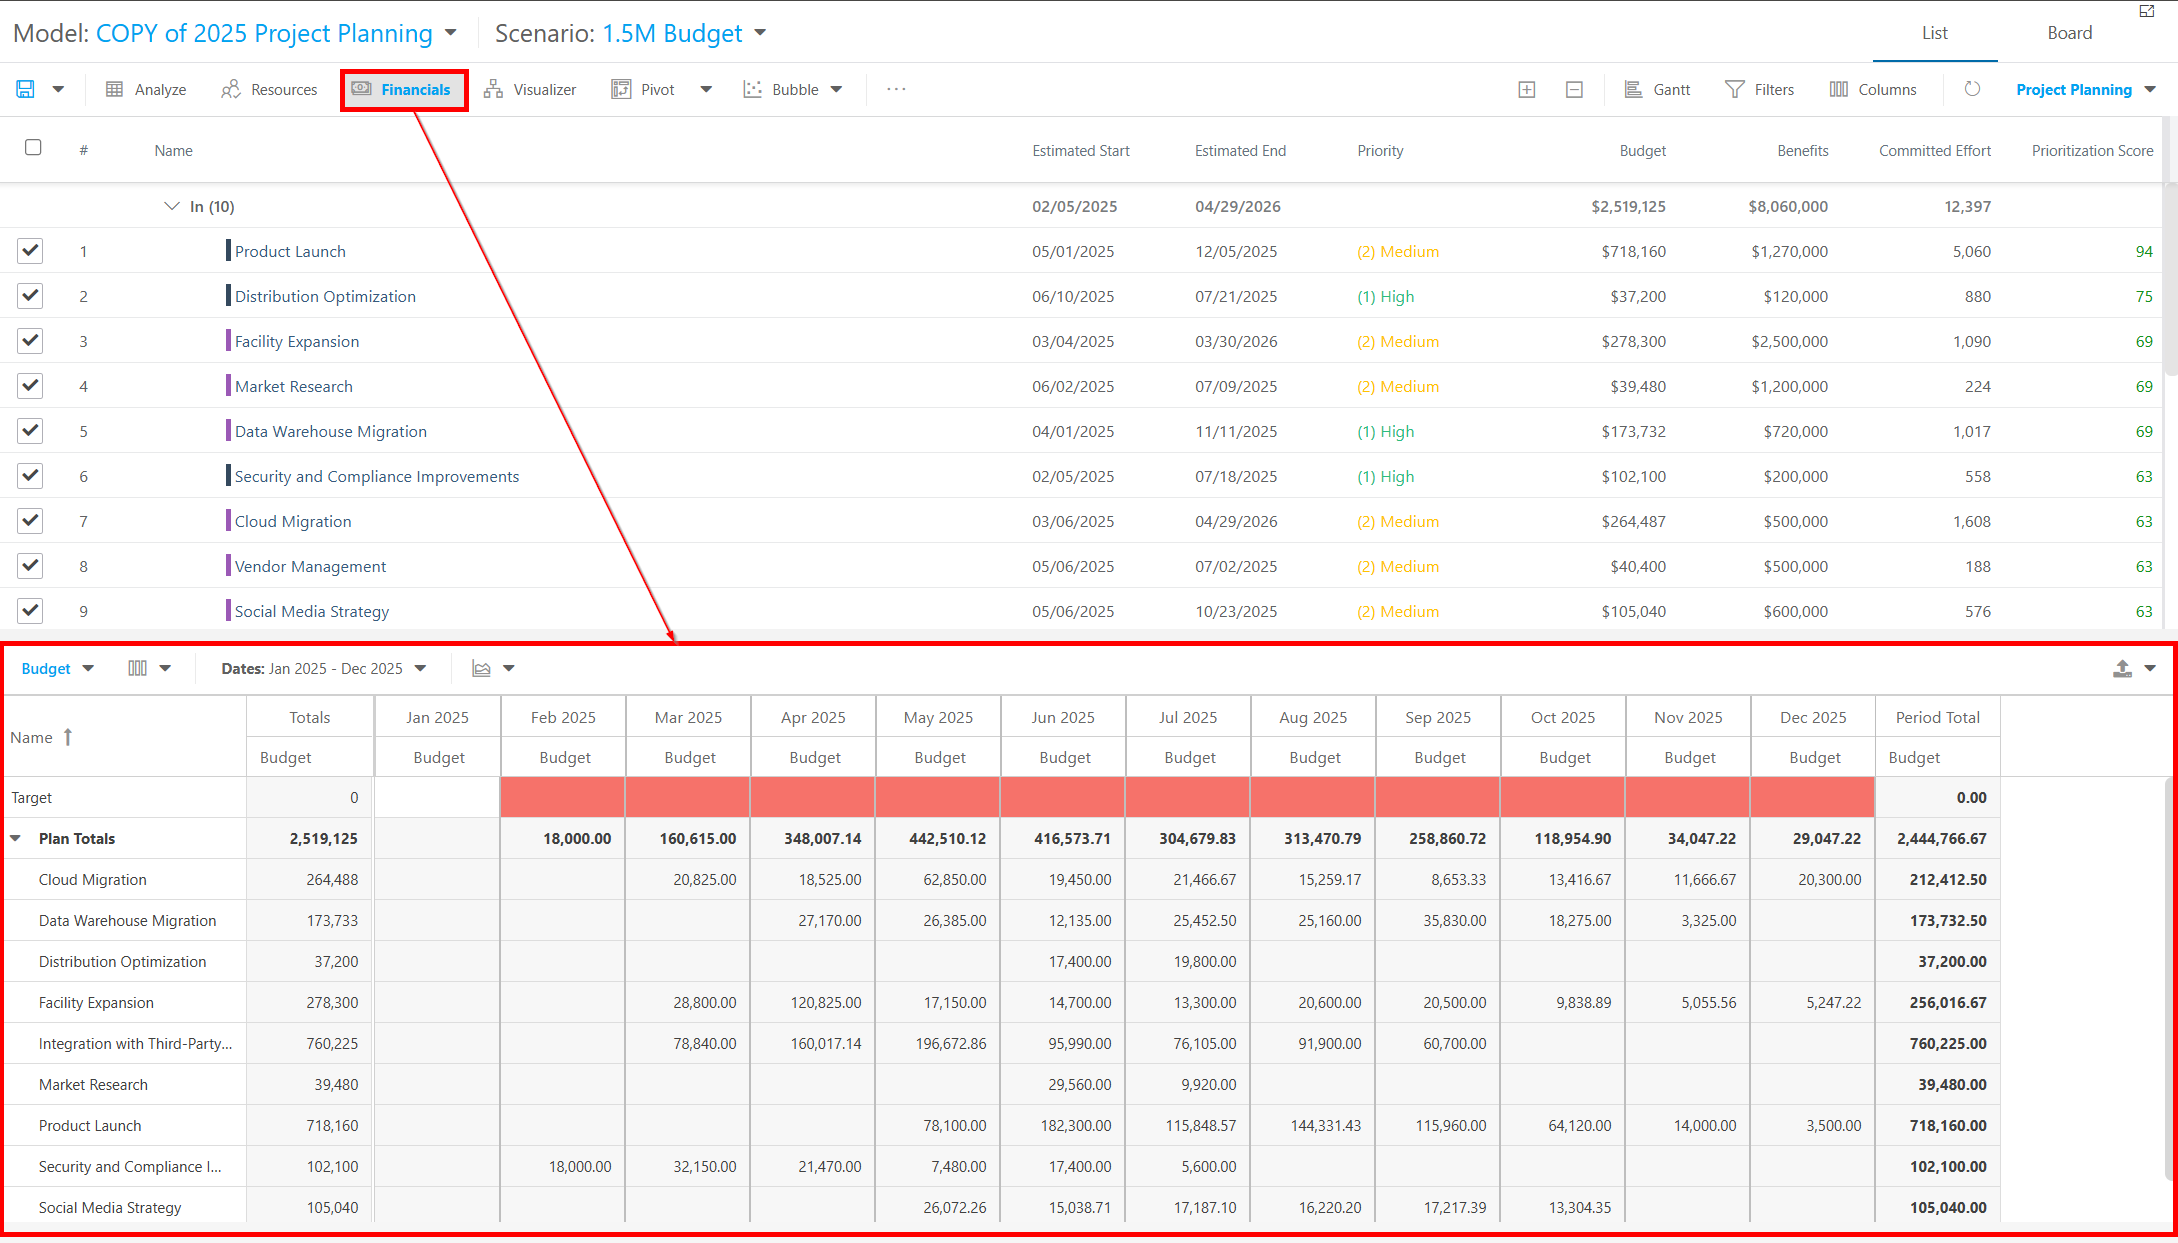 Model: COPY of 2025 Project Planning Scenario: 1.5M Budget List Board
Analyze Resources Financials Visualizer Pivot Bubble ... Gantt Filters Columns Project Planning
# Name Estimated Start Estimated End Priority Budget Benefits Committed Effort Prioritization Score
In (10) 02/05/2025 04/29/2026 $2,519,125 $8,060,000 12,397
1 Product Launch 05/01/2025 12/05/2025 (2) Medium $718,160 $1,270,000 5,060 94
2 Distribution Optimization 06/10/2025 07/21/2025 (1) High $37,200 $120,000 880 75
3 Facility Expansion 03/04/2025 03/30/2026 (2) Medium $278,300 $2,500,000 1,090 69
4 Market Research 06/02/2025 07/09/2025 (2) Medium $39,480 $1,200,000 224 69
5 Data Warehouse Migration 04/01/2025 11/11/2025 (1) High $173,732 $720,000 1,017 69
6 Security and Compliance Improvements 02/05/2025 07/18/2025 (1) High $102,100 $200,000 558 63
7 Cloud Migration 03/06/2025 04/29/2026 (2) Medium $264,487 $500,000 1,608 63
8 Vendor Management 05/06/2025 07/02/2025 (2) Medium $40,400 $500,000 188 63
9 Social Media Strategy 05/06/2025 10/23/2025 (2) Medium $105,040 $600,000 576 63
Budget Dates: Jan 2025 - Dec 2025
Name Totals Jan 2025 Feb 2025 Mar 2025 Apr 2025 May 2025 Jun 2025 Jul 2025 Aug 2025 Sep 2025 Oct 2025 Nov 2025 Dec 2025 Period Total
Budget Budget Budget Budget Budget Budget Budget Budget Budget Budget Budget Budget Budget Budget
Target 0 0.00
Plan Totals 2,519,125 18,000.00 160,615.00 348,007.14 442,510.12 416,573.71 304,679.83 313,470.79 258,860.72 118,954.90 34,047.22 29,047.22 2,444,766.67
Cloud Migration 264,488 20,825.00 18,525.00 62,850.00 19,450.00 21,466.67 15,259.17 8,653.33 13,416.67 11,666.67 20,300.00 212,412.50
Data Warehouse Migration 173,733 27,170.00 26,385.00 12,135.00 25,452.50 25,160.00 35,830.00 18,275.00 3,325.00 173,732.50
Distribution Optimization 37,200 17,400.00 19,800.00 37,200.00
Facility Expansion 278,300 28,800.00 120,825.00 17,150.00 14,700.00 13,300.00 20,600.00 20,500.00 9,838.89 5,055.56 5,247.22 256,016.67
Integration with Third-Party... 760,225 78,840.00 160,017.14 196,672.86 95,990.00 76,105.00 91,900.00 60,700.00 760,225.00
Market Research 39,480 29,560.00 9,920.00 39,480.00
Product Launch 718,160 78,100.00 182,300.00 115,848.57 144,331.43 115,960.00 64,120.00 14,000.00 3,500.00 718,160.00
Security and Compliance I... 102,100 18,000.00 32,150.00 21,470.00 7,480.00 17,400.00 5,600.00 102,100.00
Social Media Strategy 105,040 26,072.26 15,038.71 17,187.10 16,220.20 17,217.39 13,304.35 105,040.00